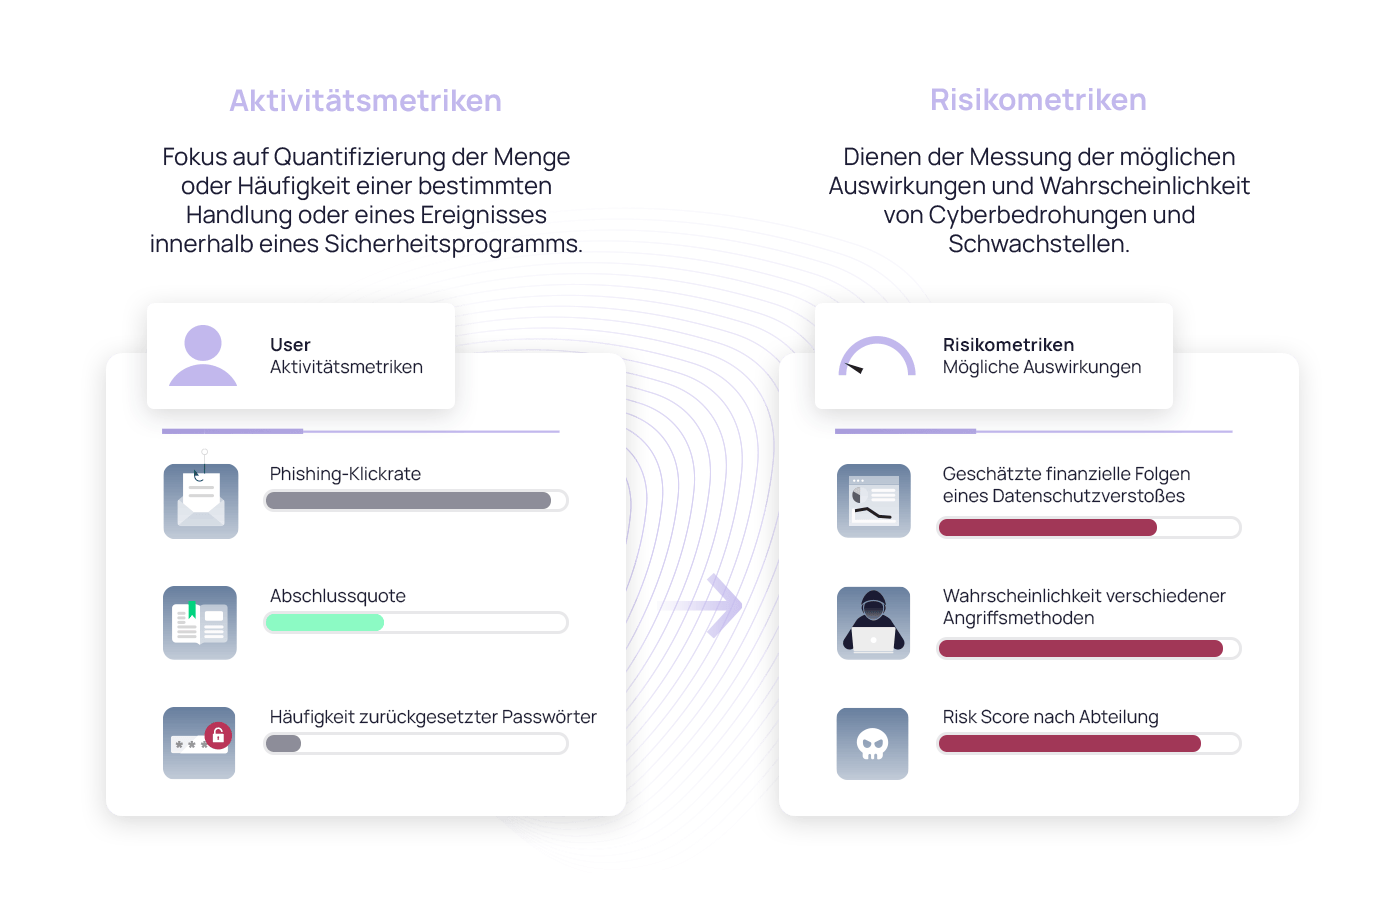 Aktivitätsmetriken
Fokus auf Quantifizierung der Menge
oder Häufigkeit einer bestimmten
Handlung oder eines Ereignisses
innerhalb eines Sicherheitsprogramms.
User
Aktivitätsmetriken
Phishing-Klickrate
Abschlussquote
Häufigkeit zurückgesetzter Passwörter
Risikometriken
Dienen der Messung der möglichen
Auswirkungen und Wahrscheinlichkeit
von Cyberbedrohungen und
Schwachstellen.
Risikometriken
Mögliche Auswirkungen
Geschätzte finanzielle Folgen
eines Datenschutzverstoßes
Wahrscheinlichkeit verschiedener
Angriffsmethoden
Risk Score nach Abteilung